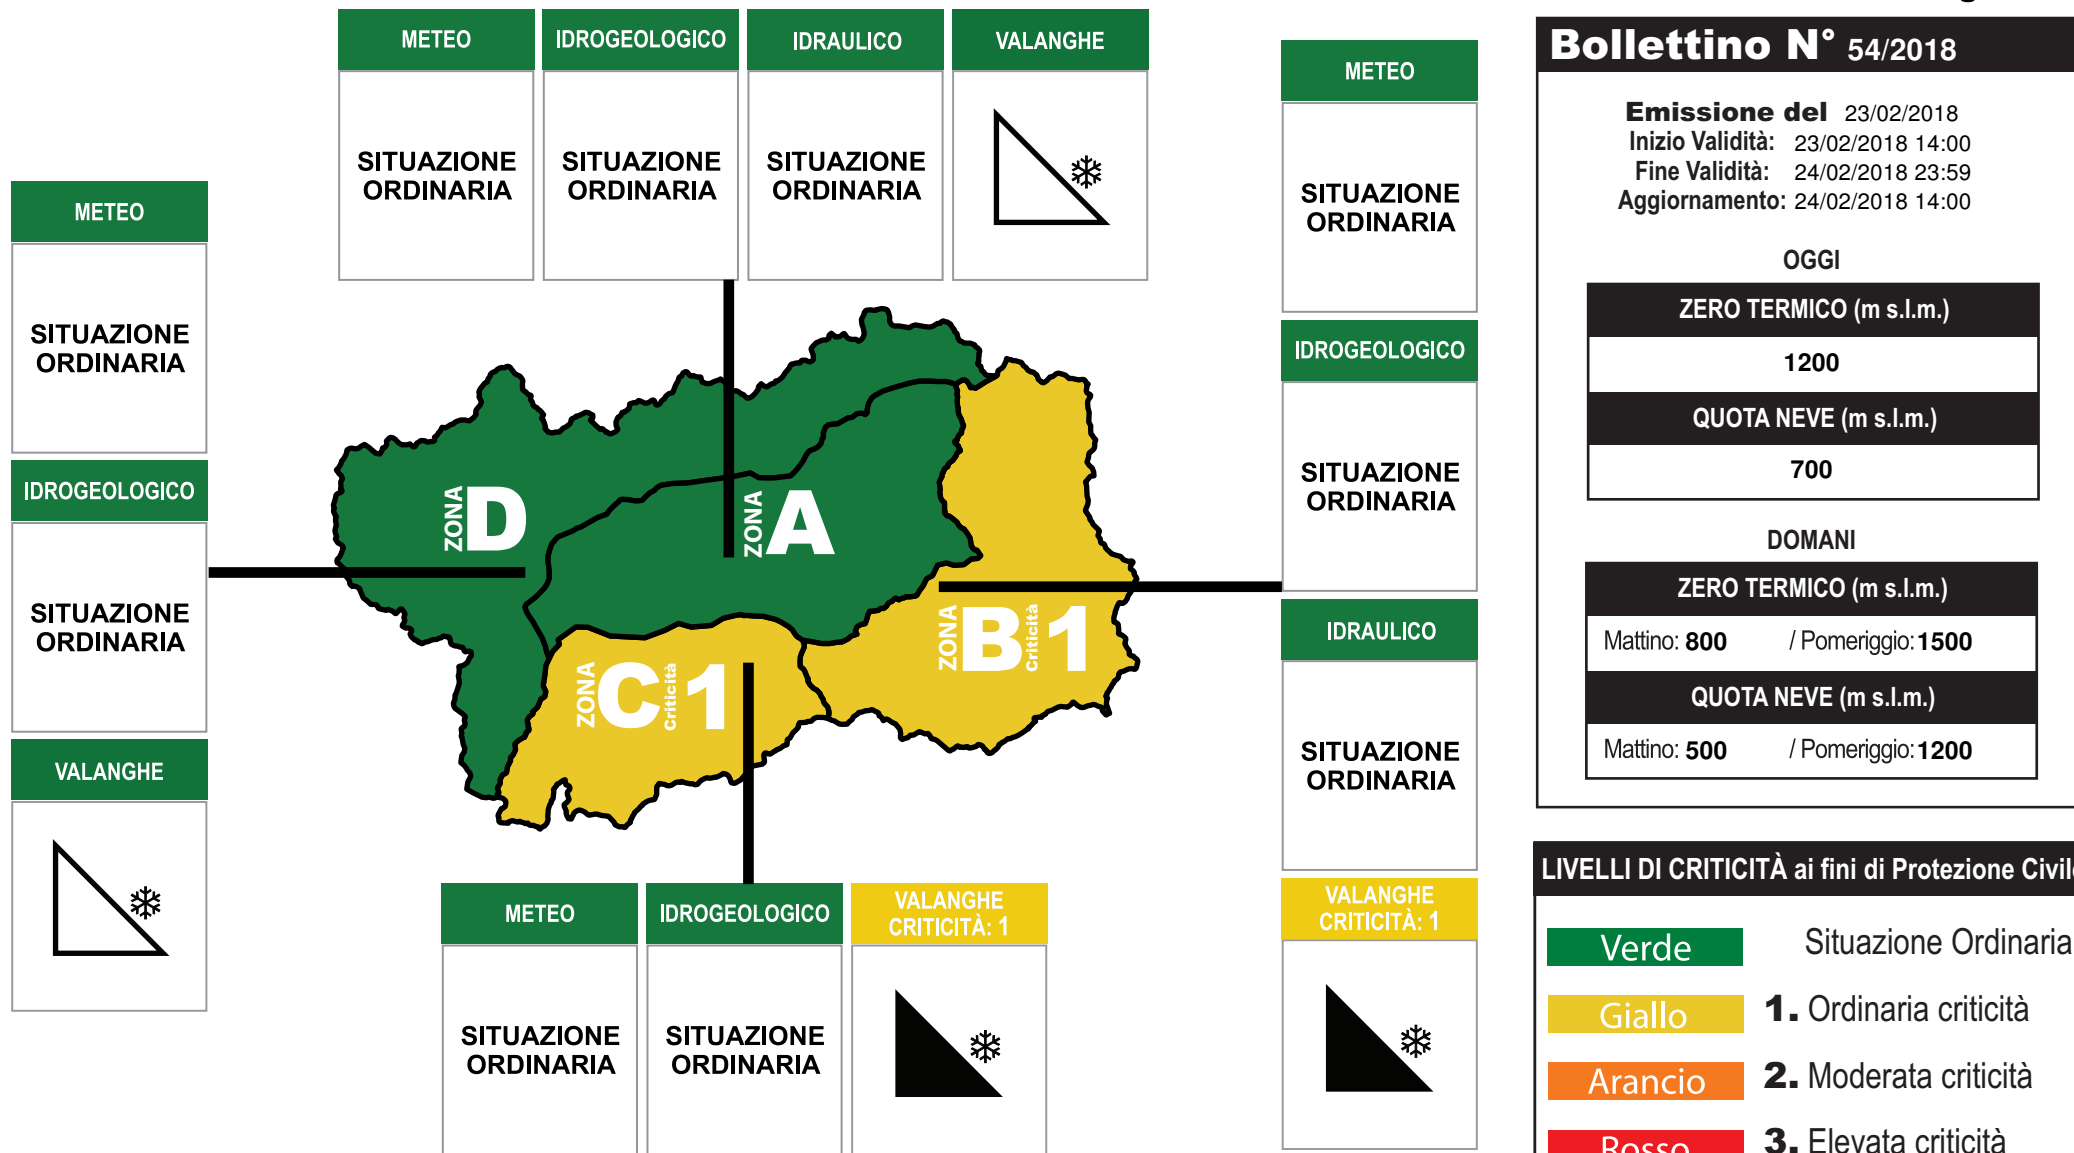 METEO
IDROGEOLOGICO
IDRAULICO
VALANGHE
SITUAZIONE
ORDINARIA
SITUAZIONE
ORDINARIA
SITUAZIONE
ORDINARIA
METEO
SITUAZIONE
ORDINARIA
IDROGEOLOGICO
SITUAZIONE
ORDINARIA
VALANGHE
ZONA D
ZONA A
ZONA B Criticità 1
ZONA C Criticità 1
METEO
SITUAZIONE
ORDINARIA
IDROGEOLOGICO
SITUAZIONE
ORDINARIA
IDRAULICO
SITUAZIONE
ORDINARIA
VALANGHE
CRITICITÀ: 1
METEO
IDROGEOLOGICO
VALANGHE
CRITICITÀ: 1
SITUAZIONE
ORDINARIA
SITUAZIONE
ORDINARIA
Bollettino N° 54/2018
Emissione del 23/02/2018
Inizio Validità: 23/02/2018 14:00
Fine Validità: 24/02/2018 23:59
Aggiornamento: 24/02/2018 14:00
OGGI
ZERO TERMICO (m s.l.m.)
1200
QUOTA NEVE (m s.l.m.)
700
DOMANI
ZERO TERMICO (m s.l.m.)
Mattino: 800 / Pomeriggio: 1500
QUOTA NEVE (m s.l.m.)
Mattino: 500 / Pomeriggio: 1200
LIVELLI DI CRITICITÀ ai fini di Protezione Civile
Verde Situazione Ordinaria
Giallo 1. Ordinaria criticità
Arancio 2. Moderata criticità
Rosso 3. Elevata criticità